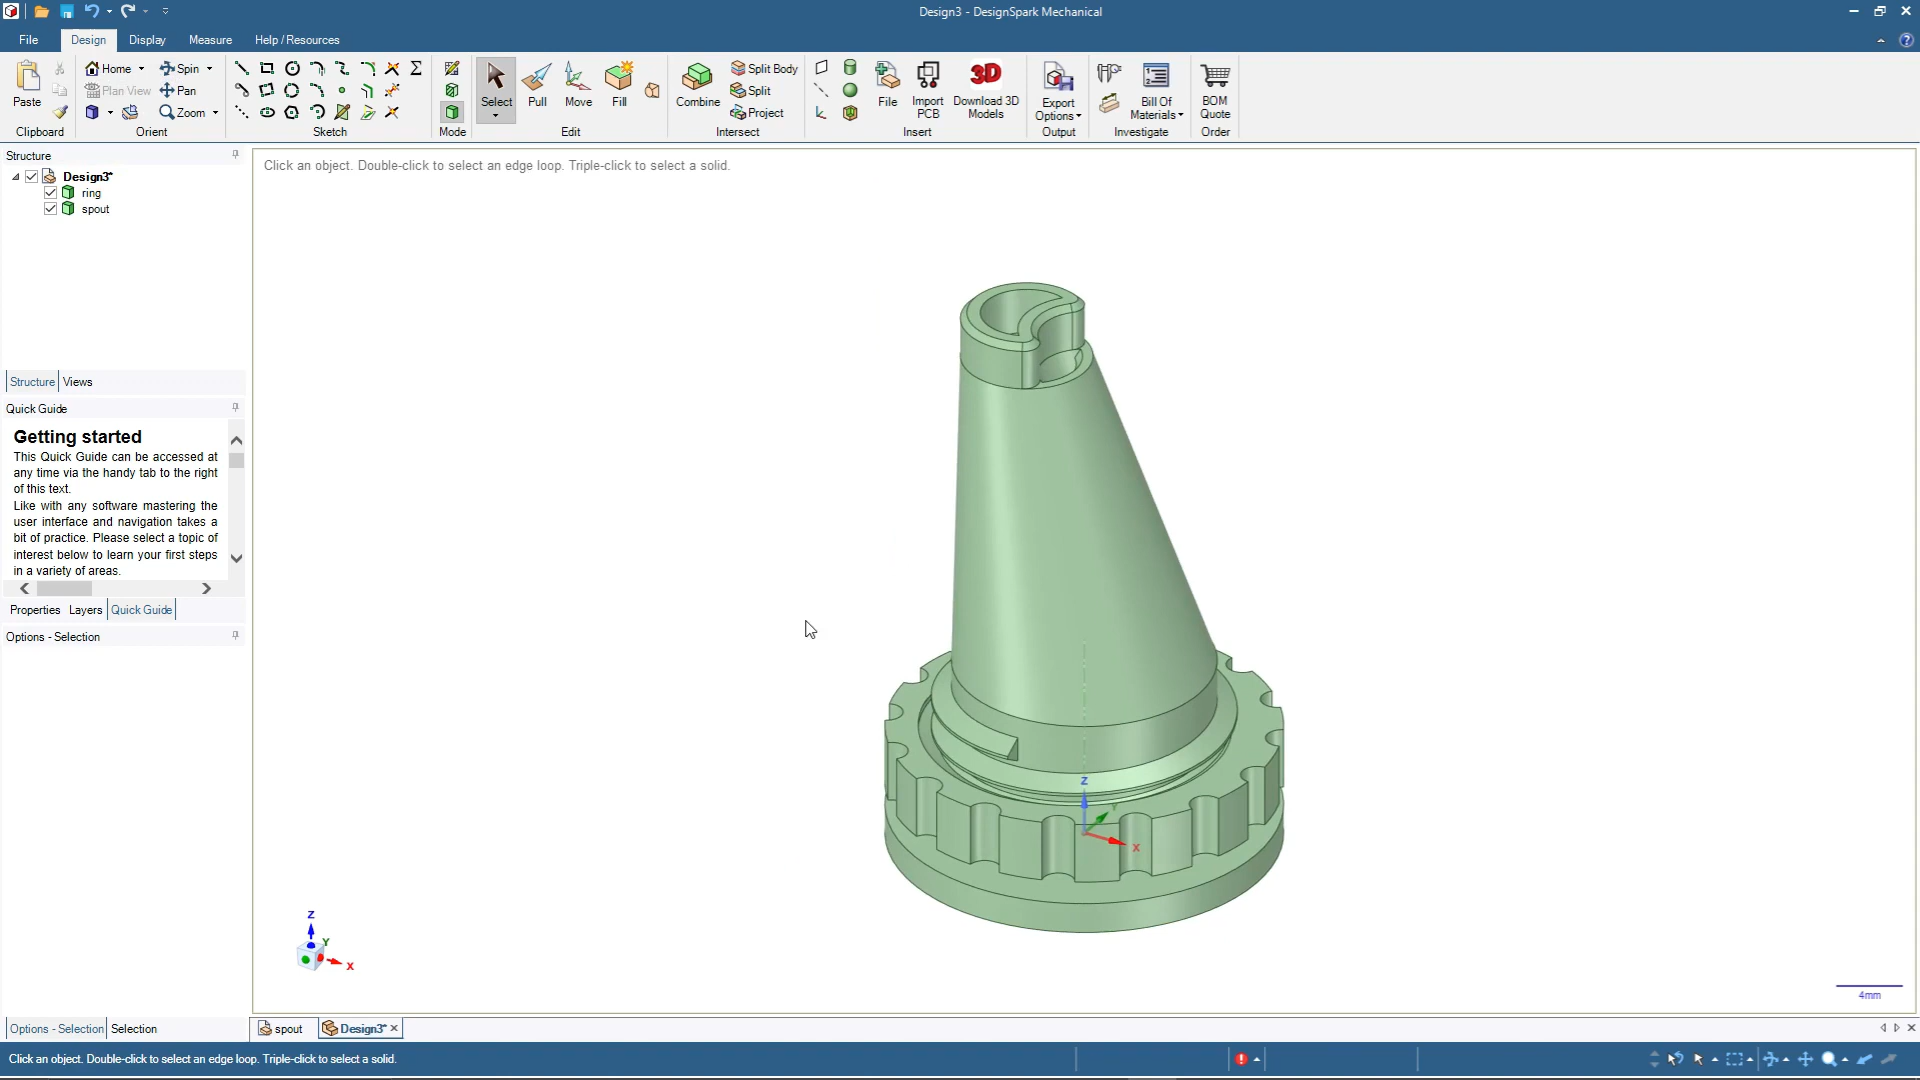 Design3 - DesignSpark Mechanical
File Design Display Measure Help / Resources
Paste
Clipboard
Home Spin
Plan View Pan
Zoom
Orient
Sketch
Mode
Select Pull Move Fill
Edit
Combine Split Body
Split
Project
Intersect
File Import PCB 3D Download 3D Models
Insert
Export Options
Output
Bill Of Materials
Investigate
BOM Quote
Order
Structure
Design3*
ring
spout
Structure Views
Quick Guide
Getting started
This Quick Guide can be accessed at
any time via the handy tab to the right
of this text.
Like with any software mastering the
user interface and navigation takes a
bit of practice. Please select a topic of
interest below to learn your first steps
in a variety of areas.
Properties Layers Quick Guide
Options - Selection
Click an object. Double-click to select an edge loop. Triple-click to select a solid.
Z
Y
X
Z
Y
X
4mm
Options - Selection Selection
spout Design3*
Click an object. Double-click to select an edge loop. Triple-click to select a solid.